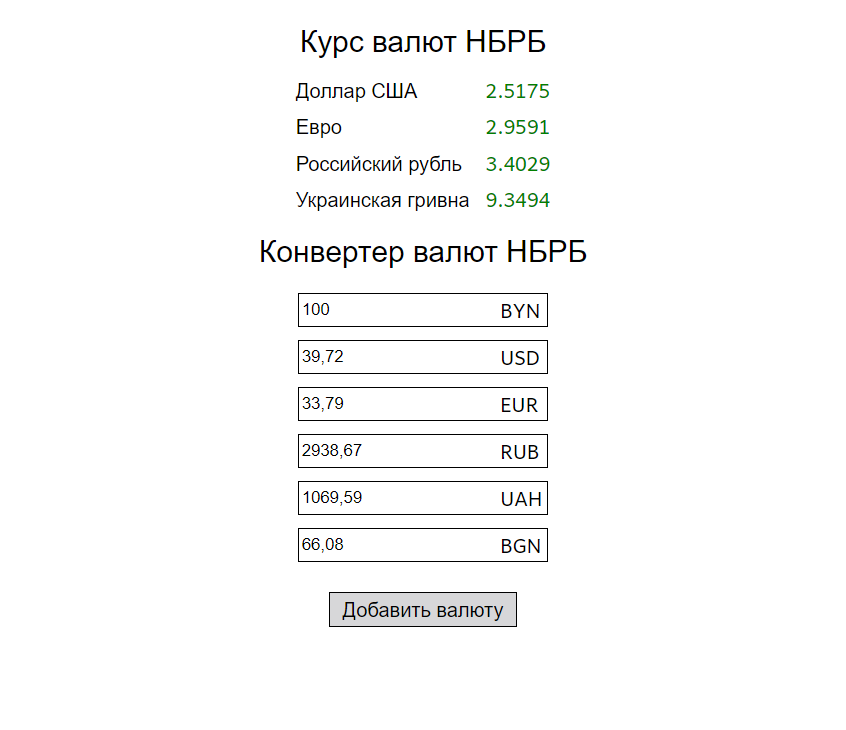 Курс валют НБРБ
Доллар США 2.5175
Евро 2.9591
Российский рубль 3.4029
Украинская гривна 9.3494
Конвертер валют НБРБ
100 BYN
39,72 USD
33,79 EUR
2938,67 RUB
1069,59 UAH
66,08 BGN
Добавить валюту